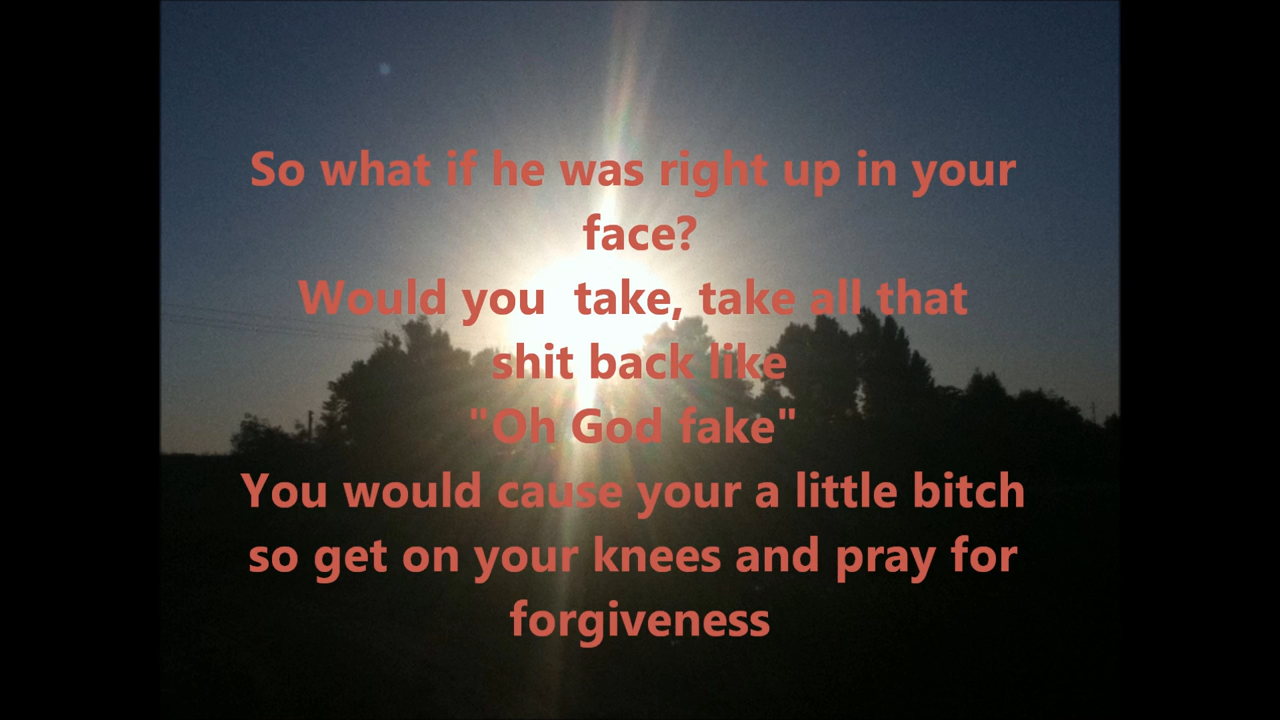 So what if he was right up in your
face?
Would you  take, take all that
shit back like
"Oh God fake"
You would cause your a little bitch
so get on your knees and pray for
forgiveness